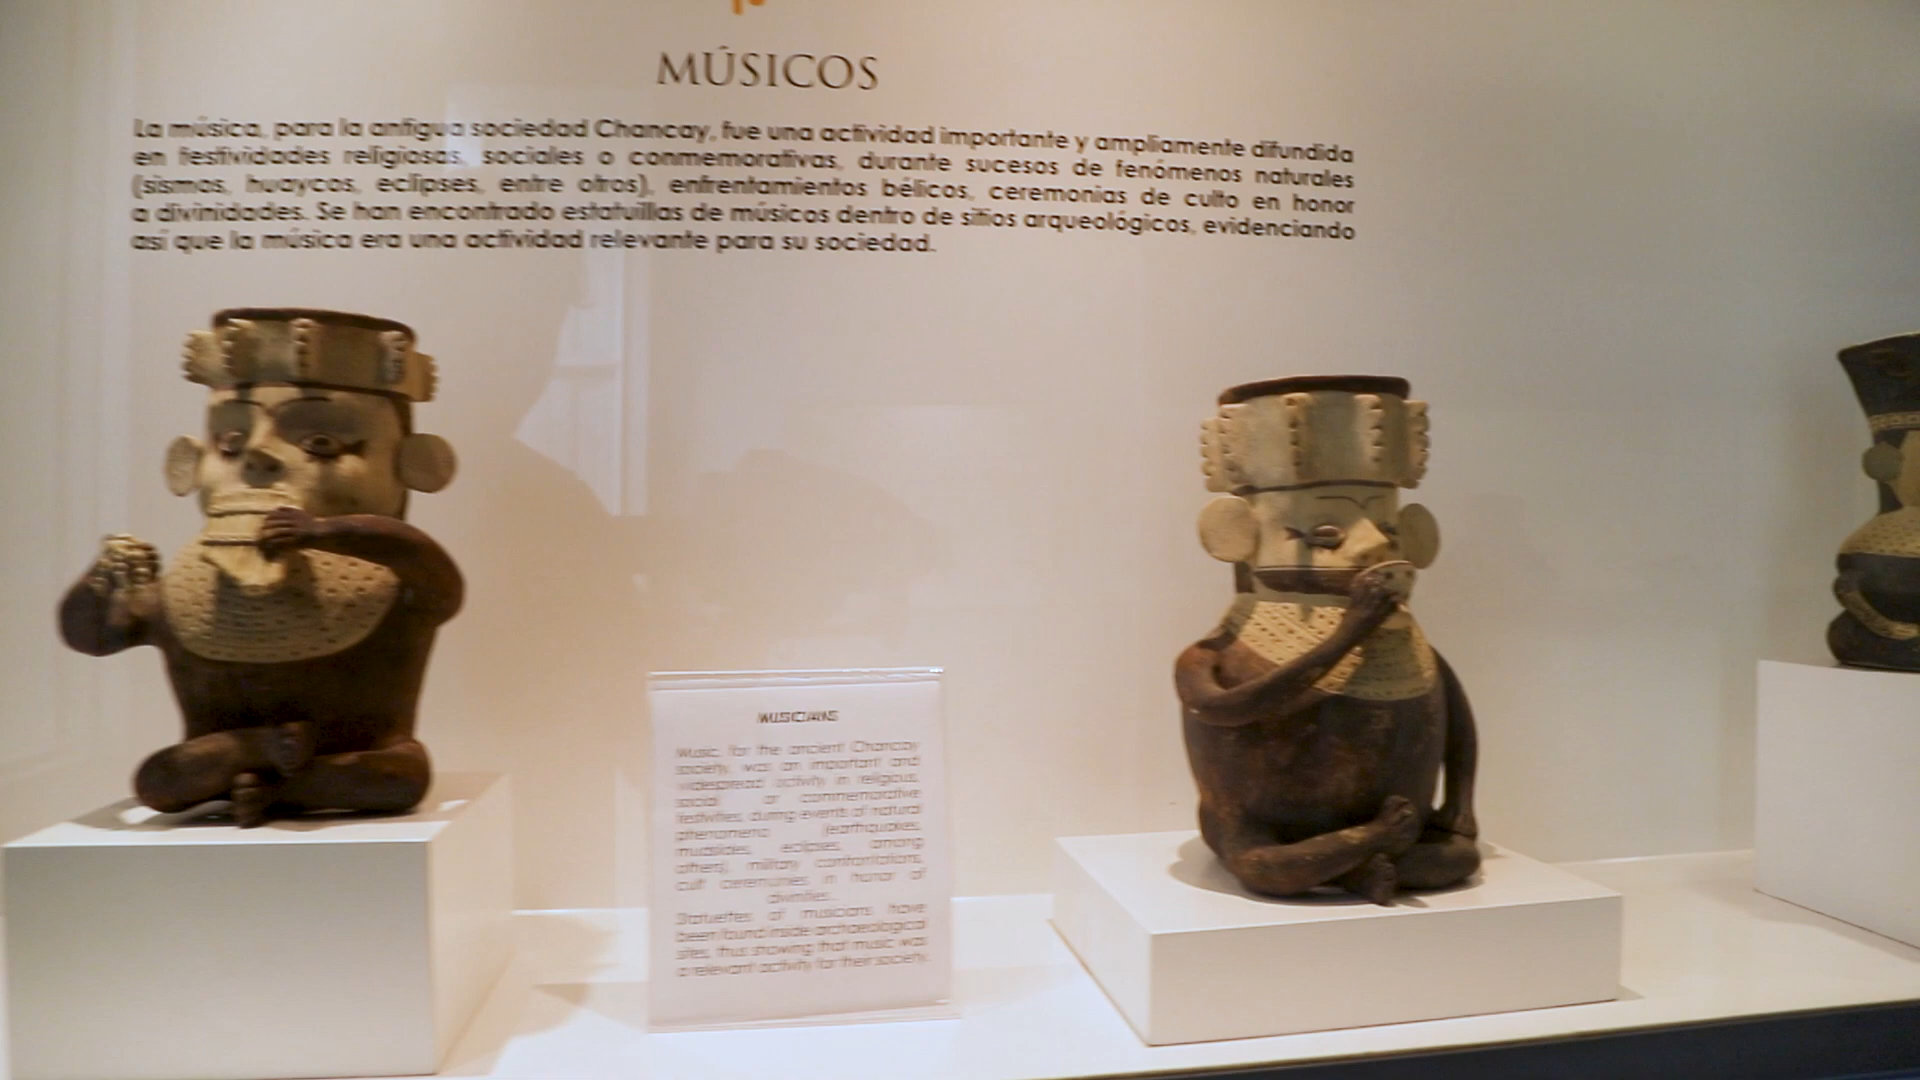 MÚSICOS
La música, para la antigua sociedad Chancay, fue una actividad importante y ampliamente difundida
en festividades religiosas, sociales o conmemorativas, durante sucesos de fenómenos naturales
(sismos, huaycos, eclipses, entre otros), enfrentamientos bélicos, ceremonias de culto en honor
a divinidades. Se han encontrado estatuillas de músicos dentro de sitios arqueológicos, evidenciando
así que la música era una actividad relevante para su sociedad.
MUSICIANS
Music, for the ancient Chancay
society, was an important and
widespread activity in religious,
social or commemorative
festivities, during events of natural
phenomena (earthquakes,
mudslides, eclipses, among
others), military confrontations,
cult ceremonies in honor of
divinities.
Statuettes of musicians have
been found inside archaeological
sites, thus showing that music was
a relevant activity for their society.